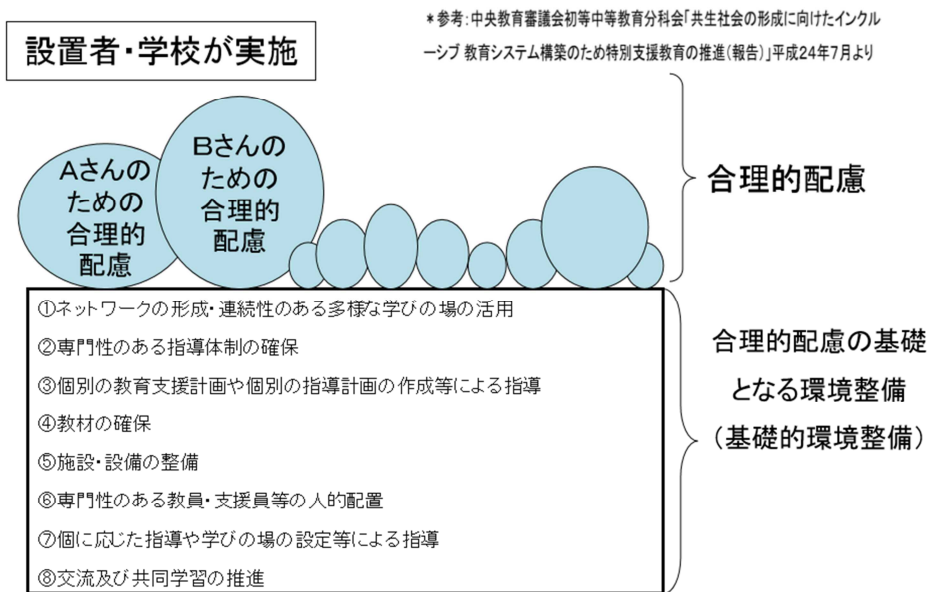 設置者・学校が実施
＊参考：中央教育審議会初等中等教育分科会「共生社会の形成に向けたインクル
ーシブ 教育システム構築のため特別支援教育の推進（報告）」平成24年7月より
Aさんの
ための
合理的
配慮
Bさんの
ための
合理的
配慮
合理的配慮
①ネットワークの形成・連続性のある多様な学びの場の活用
②専門性のある指導体制の確保
③個別の教育支援計画や個別の指導計画の作成等による指導
④教材の確保
⑤施設・設備の整備
⑥専門性のある教員・支援員等の人的配置
⑦個に応じた指導や学びの場の設定等による指導
⑧交流及び共同学習の推進
合理的配慮の基礎
となる環境整備
（基礎的環境整備）